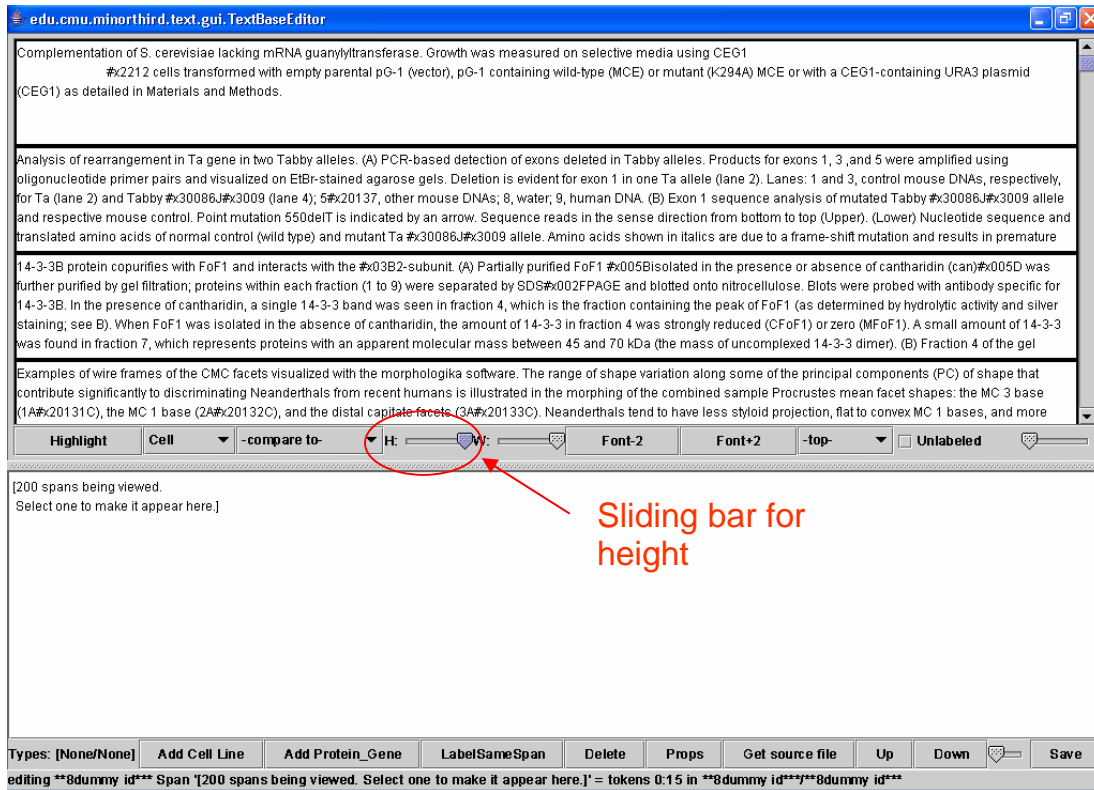 edu.cmu.minorthird.text.gui.TextBaseEditor
Complementation of S. cerevisiae lacking mRNA guanylyltransferase. Growth was measured on selective media using CEG1
#x2212 cells transformed with empty parental pG-1 (vector), pG-1 containing wild-type (MCE) or mutant (K294A) MCE or with a CEG1-containing URA3 plasmid
(CEG1) as detailed in Materials and Methods.
Analysis of rearrangement in Ta gene in two Tabby alleles. (A) PCR-based detection of exons deleted in Tabby alleles. Products for exons 1, 3 ,and 5 were amplified using
oligonucleotide primer pairs and visualized on EtBr-stained agarose gels. Deletion is evident for exon 1 in one Ta allele (lane 2). Lanes: 1 and 3, control mouse DNAs, respectively,
for Ta (lane 2) and Tabby #x30086J#x3009 (lane 4); 5#x20137, other mouse DNAs; 8, water; 9, human DNA. (B) Exon 1 sequence analysis of mutated Tabby #x30086J#x3009 allele
and respective mouse control. Point mutation 550delT is indicated by an arrow. Sequence reads in the sense direction from bottom to top (Upper). (Lower) Nucleotide sequence and
translated amino acids of normal control (wild type) and mutant Ta #x30086J#x3009 allele. Amino acids shown in italics are due to a frame-shift mutation and results in premature
14-3-3B protein copurifies with FoF1 and interacts with the #x03B2-subunit. (A) Partially purified FoF1 #x005Bisolated in the presence or absence of cantharidin (can)#x005D was
further purified by gel filtration; proteins within each fraction (1 to 9) were separated by SDS#x002FPAGE and blotted onto nitrocellulose. Blots were probed with antibody specific for
14-3-3B. In the presence of cantharidin, a single 14-3-3 band was seen in fraction 4, which is the fraction containing the peak of FoF1 (as determined by hydrolytic activity and silver
staining; see B). When FoF1 was isolated in the absence of cantharidin, the amount of 14-3-3 in fraction 4 was strongly reduced (CFoF1) or zero (MFoF1). A small amount of 14-3-3
was found in fraction 7, which represents proteins with an apparent molecular mass between 45 and 70 kDa (the mass of uncomplexed 14-3-3 dimer). (B) Fraction 4 of the gel
Examples of wire frames of the CMC facets visualized with the morphologika software. The range of shape variation along some of the principal components (PC) of shape that
contribute significantly to discriminating Neanderthals from recent humans is illustrated in the morphing of the combined sample Procrustes mean facet shapes: the MC 3 base
(1A#x20131C), the MC 1 base (2A#x20132C), and the distal capitate facets (3A#x20133C). Neanderthals tend to have less styloid projection, flat to convex MC 1 bases, and more
Highlight Cell -compare to- H: W: Font-2 Font+2 -top- Unlabeled
[200 spans being viewed.
Select one to make it appear here.]
Sliding bar for
height
Types: [None/None] Add Cell Line Add Protein_Gene LabelSameSpan Delete Props Get source file Up Down Save
editing **8dummy id*** Span '[200 spans being viewed. Select one to make it appear here.]' = tokens 0:15 in **8dummy id***/**8dummy id***